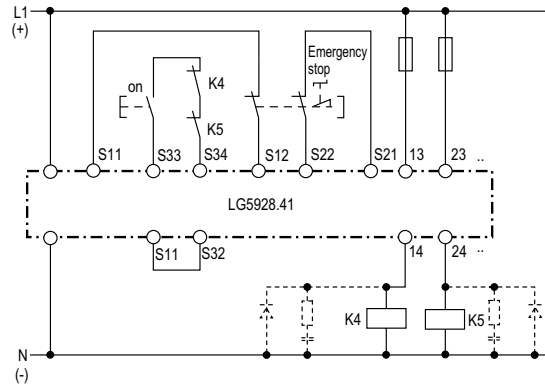 L1
(+)
on
K4
K5
Emergency
stop
S11
S33
S34
S12
S22
S21
13
23
..
LG5928.41
S11
S32
14
24
..
K4
K5
N
(-)